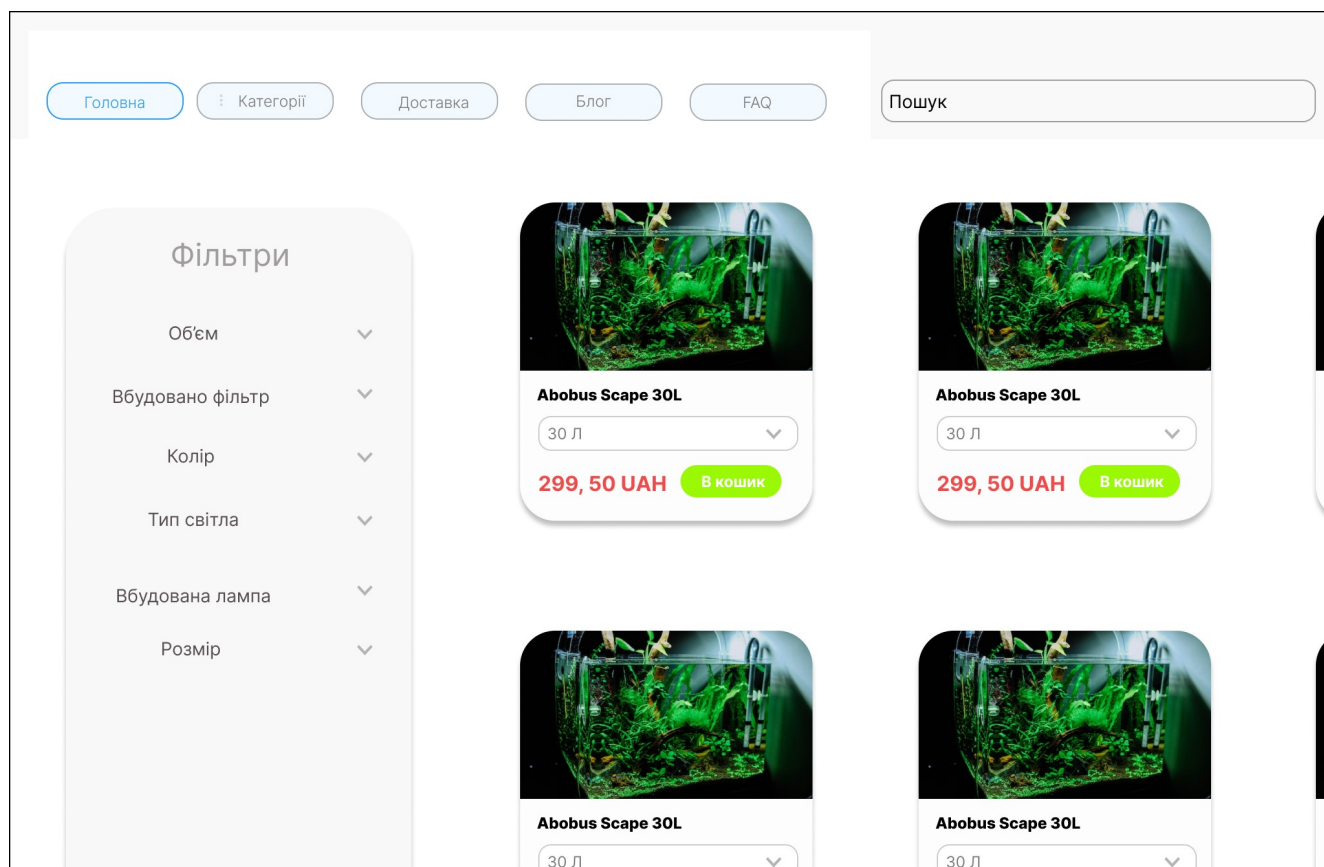 Головна
Категорії
Доставка
Блог
FAQ
Пошук
Фільтри
Об'єм
Вбудовано фільтр
Колір
Тип світла
Вбудована лампа
Розмір
Abobus Scape 30L
30 Л
299, 50 UAH
В кошик
Abobus Scape 30L
30 Л
299, 50 UAH
В кошик
Abobus Scape 30L
30 Л
Abobus Scape 30L
30 Л